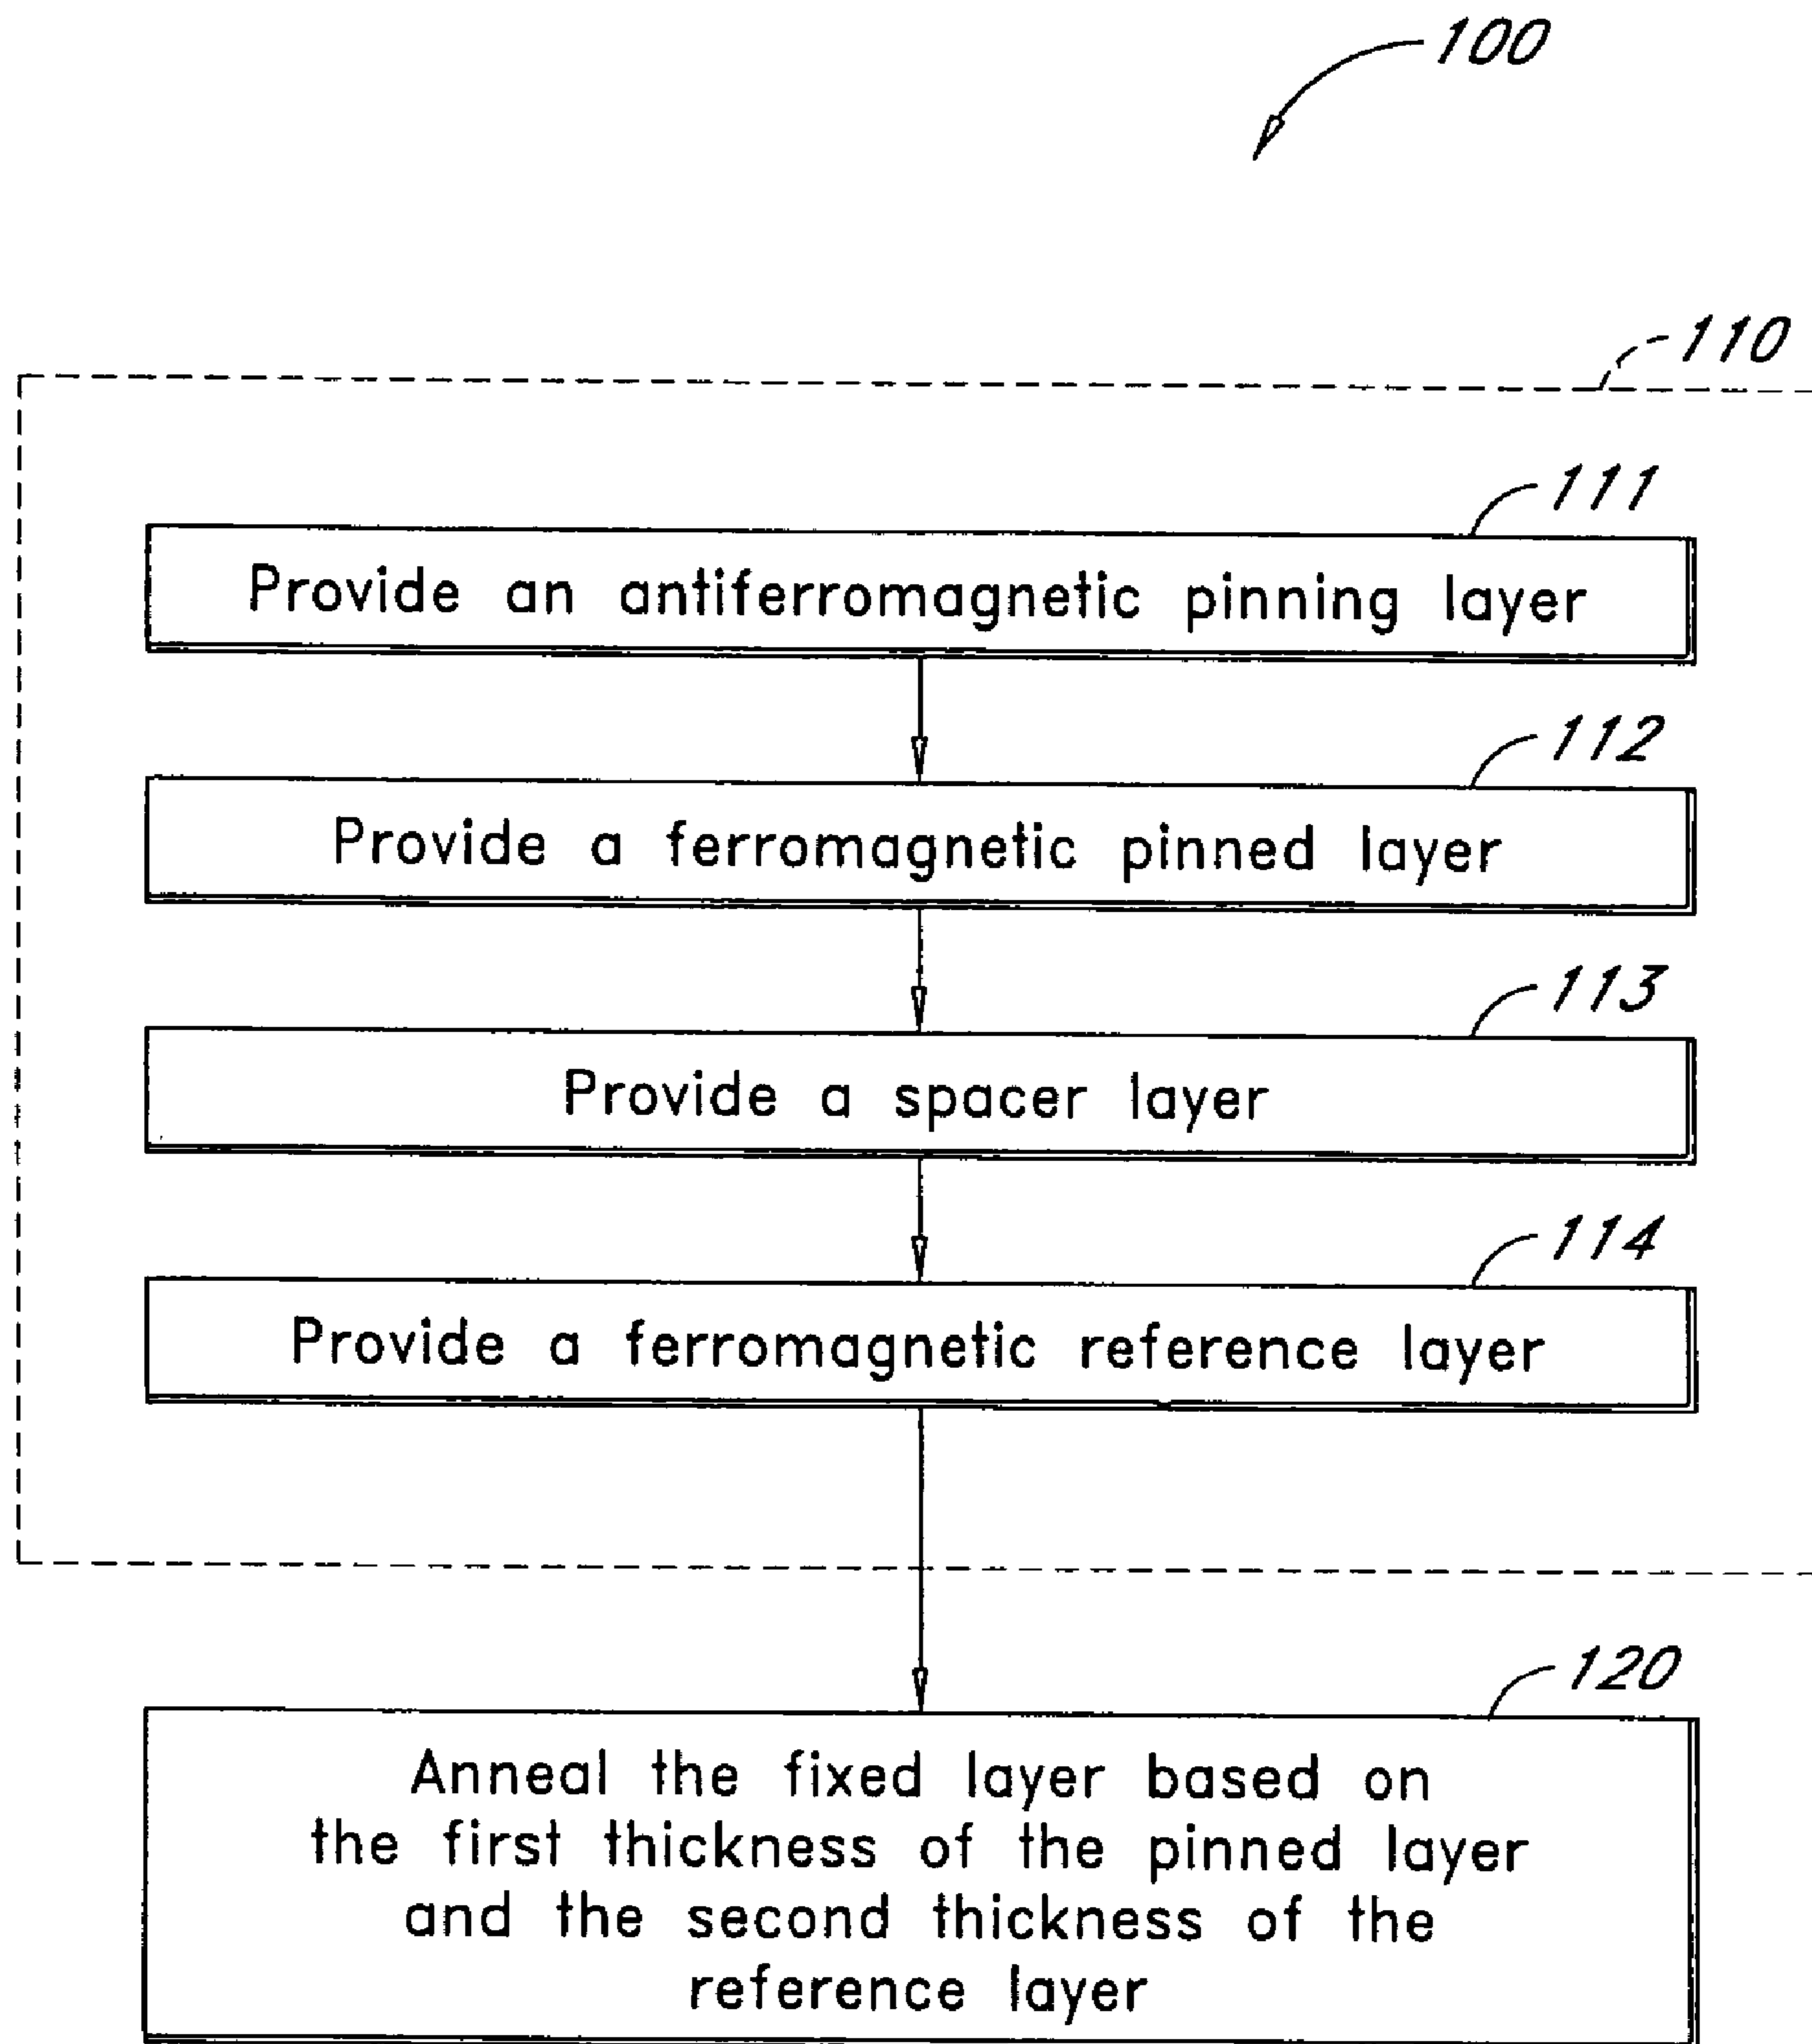 100
110
111
Provide an antiferromagnetic pinning layer
112
Provide a ferromagnetic pinned layer
113
Provide a spacer layer
114
Provide a ferromagnetic reference layer
120
Anneal the fixed layer based on
the first thickness of the pinned layer
and the second thickness of the
reference layer